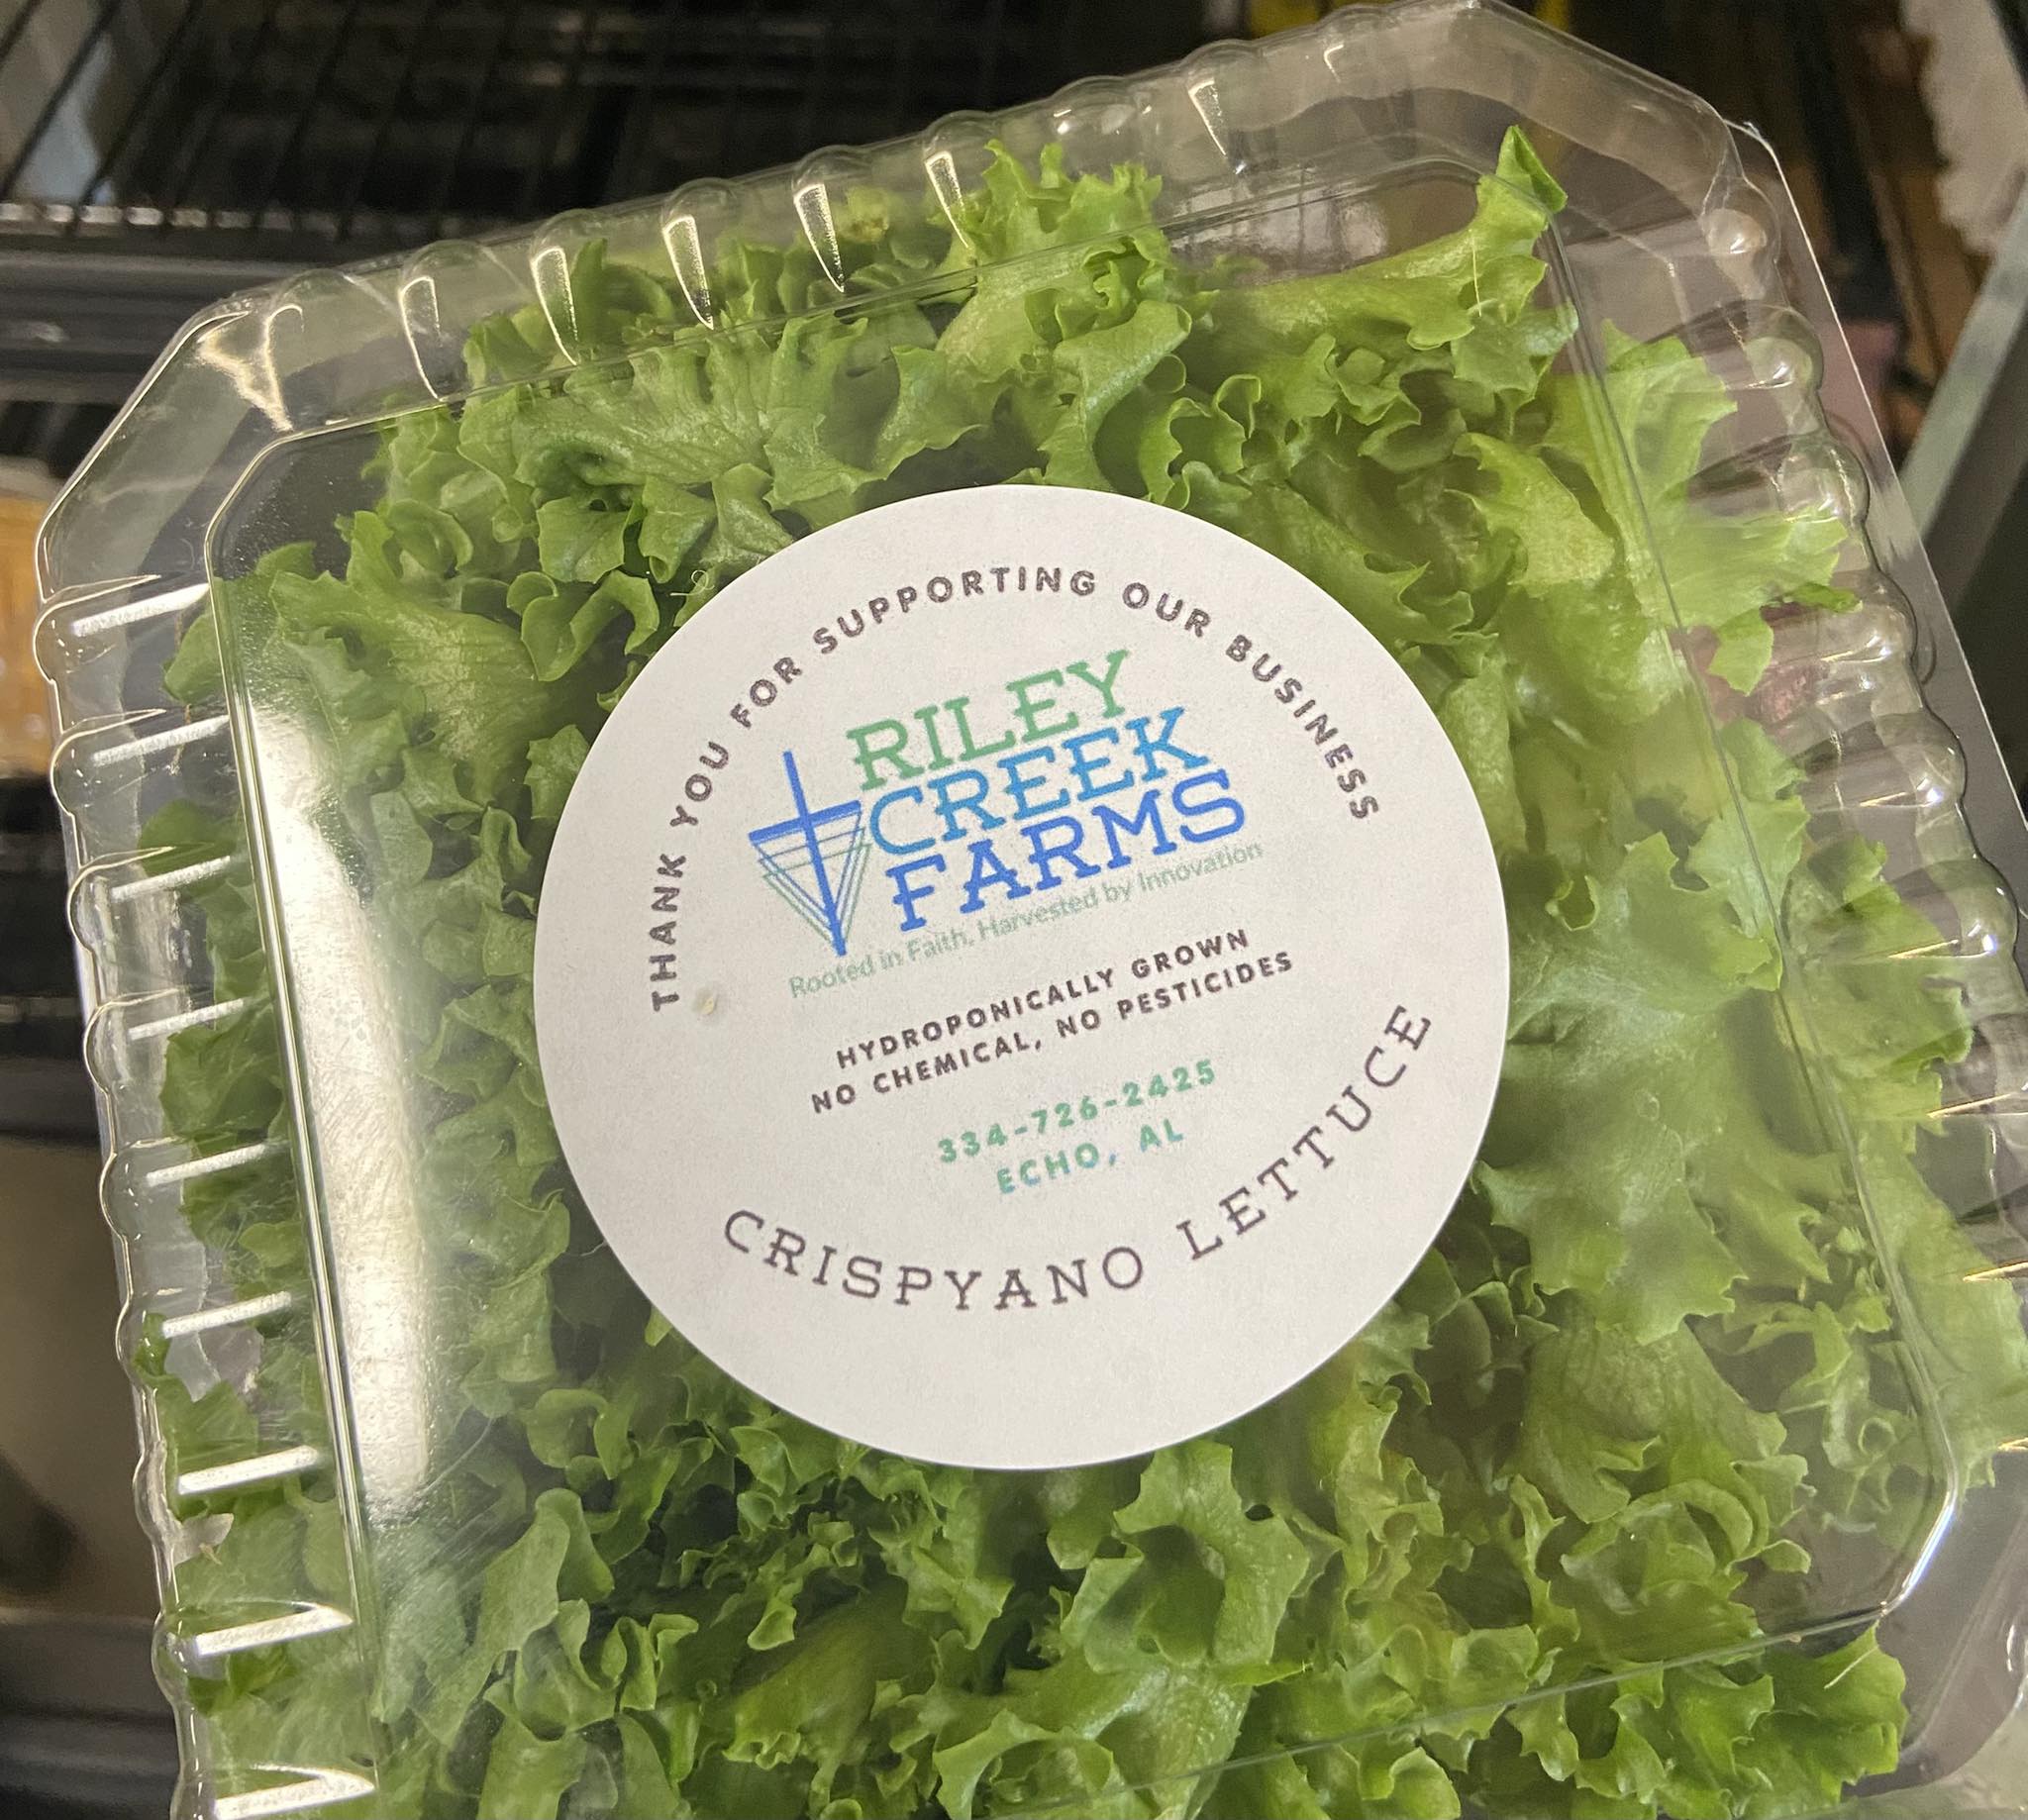 THANK YOU FOR SUPPORTING OUR BUSINESS
RILEY
CREEK
FARMS
Rooted in Faith, Harvested by Innovation
HYDROPONICALLY GROWN
NO CHEMICAL, NO PESTICIDES
334-726-2425
ECHO, AL
CRISPYANO LETTUCE